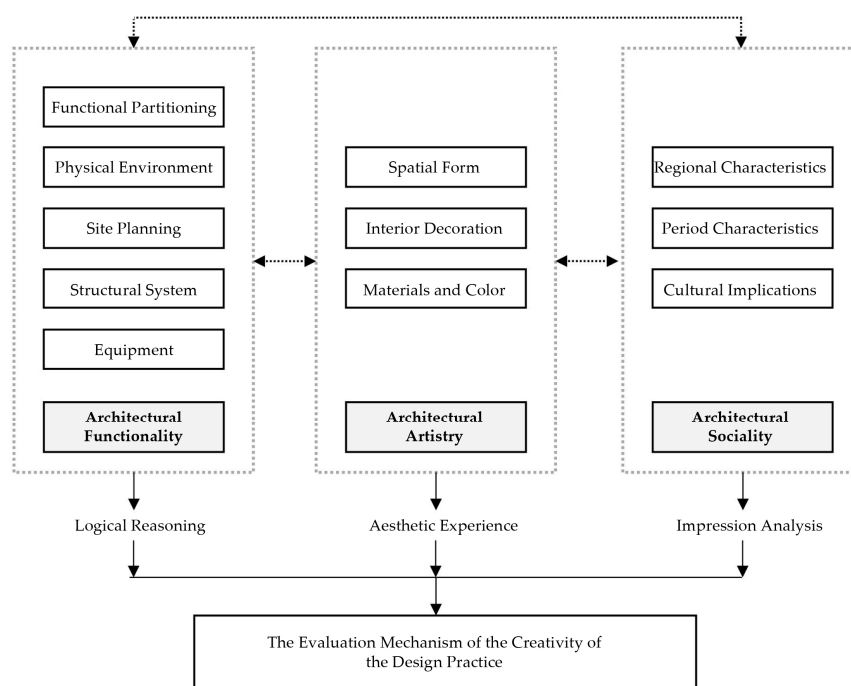 Functional Partitioning
Physical Environment
Site Planning
Structural System
Equipment
Architectural
Functionality
Spatial Form
Interior Decoration
Materials and Color
Architectural
Artistry
Regional Characteristics
Period Characteristics
Cultural Implications
Architectural
Sociality
Logical Reasoning
Aesthetic Experience
Impression Analysis
The Evaluation Mechanism of the Creativity of
the Design Practice